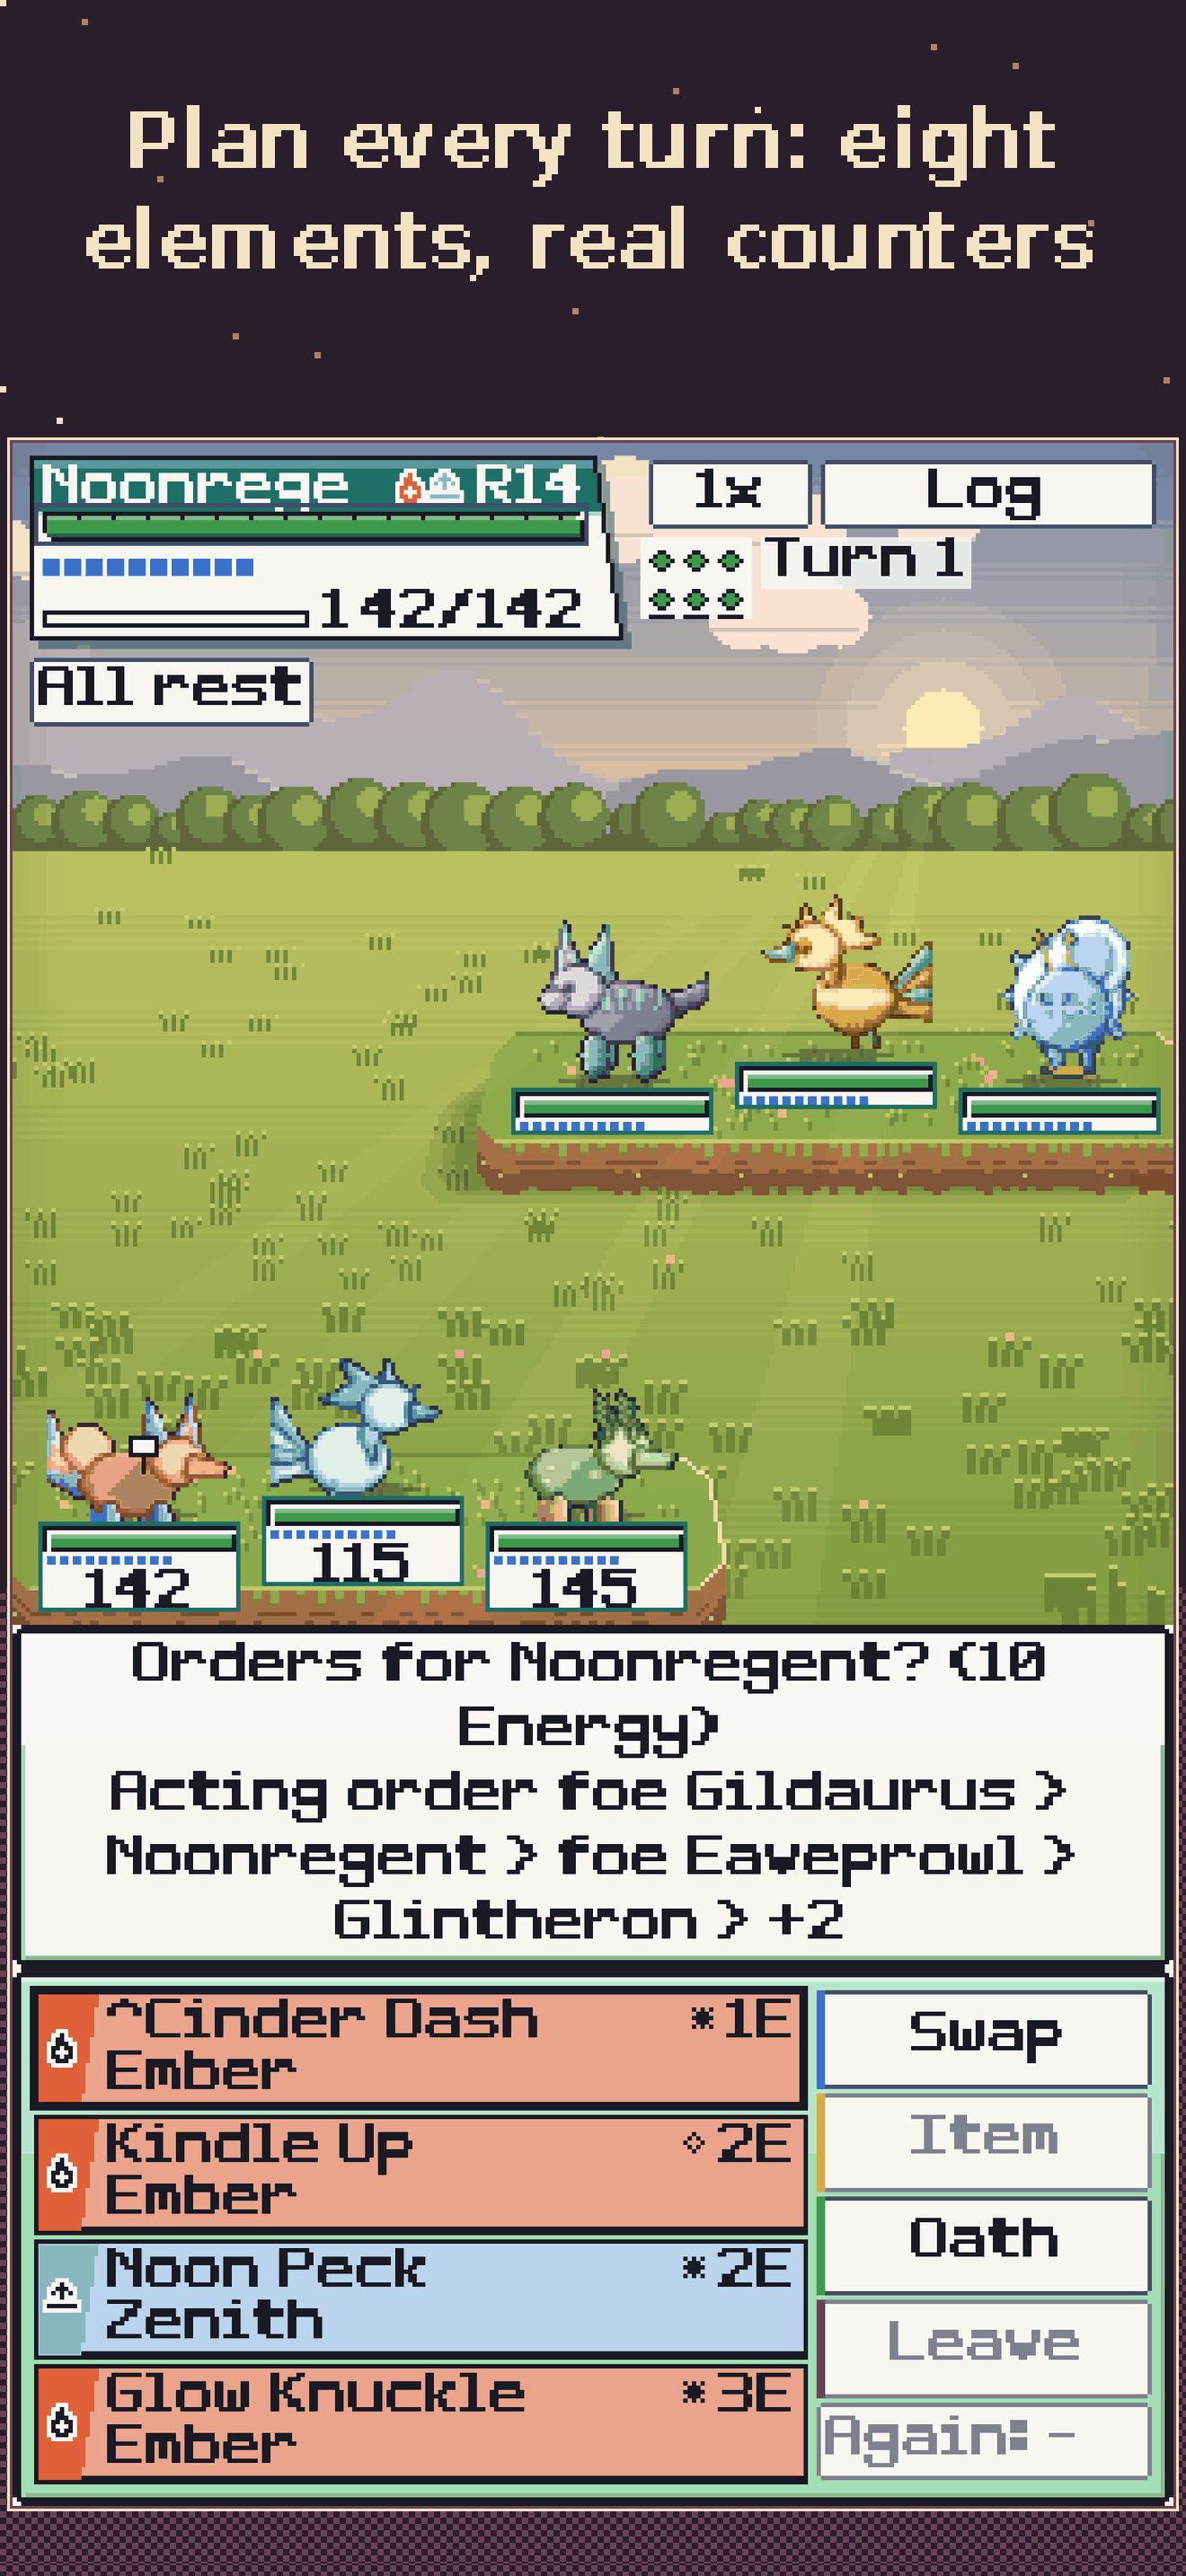 Plan every turn: eight
elements, real counters
Noonrege R14
1x
Log
Turn 1
142/142
All rest
142
115
145
Orders for Noonregent? (10
Energy)
Acting order foe Gildaurus >
Noonregent > foe Eaveprowl >
Glintheron > +2
^Cinder Dash *1E
Ember
Kindle Up ◇2E
Ember
Noon Peck *2E
Zenith
Glow Knuckle *3E
Ember
Swap
Item
Oath
Leave
Again: -